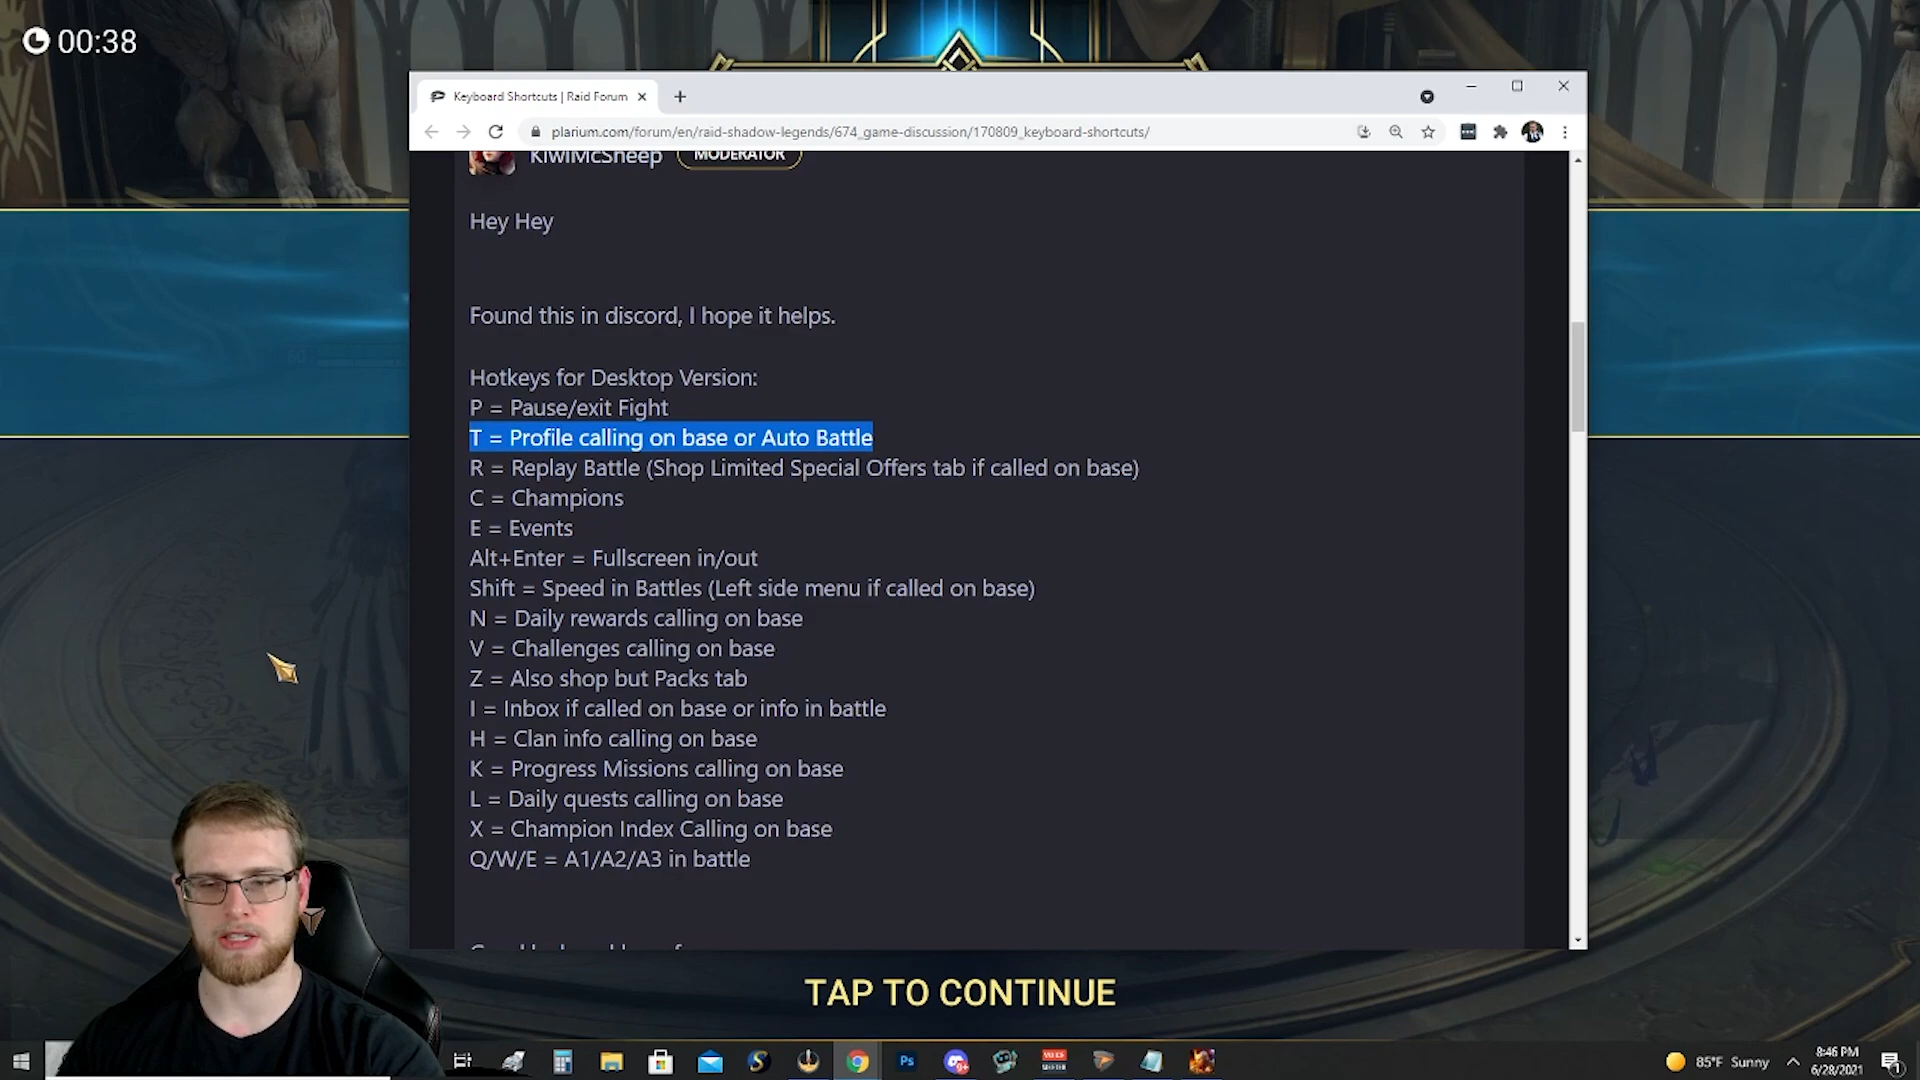 00:38
Keyboard Shortcuts | Raid Forum
plarium.com/forum/en/raid-shadow-legends/674_game-discussion/170809_keyboard-shortcuts/
KiwiMcSheep MODERATOR
Hey Hey
Found this in discord, I hope it helps.
Hotkeys for Desktop Version:
P = Pause/exit Fight
T = Profile calling on base or Auto Battle
R = Replay Battle (Shop Limited Special Offers tab if called on base)
C = Champions
E = Events
Alt+Enter = Fullscreen in/out
Shift = Speed in Battles (Left side menu if called on base)
N = Daily rewards calling on base
V = Challenges calling on base
Z = Also shop but Packs tab
I = Inbox if called on base or info in battle
H = Clan info calling on base
K = Progress Missions calling on base
L = Daily quests calling on base
X = Champion Index Calling on base
Q/W/E = A1/A2/A3 in battle
TAP TO CONTINUE
Ps
85°F Sunny
8:46 PM
6/28/2021